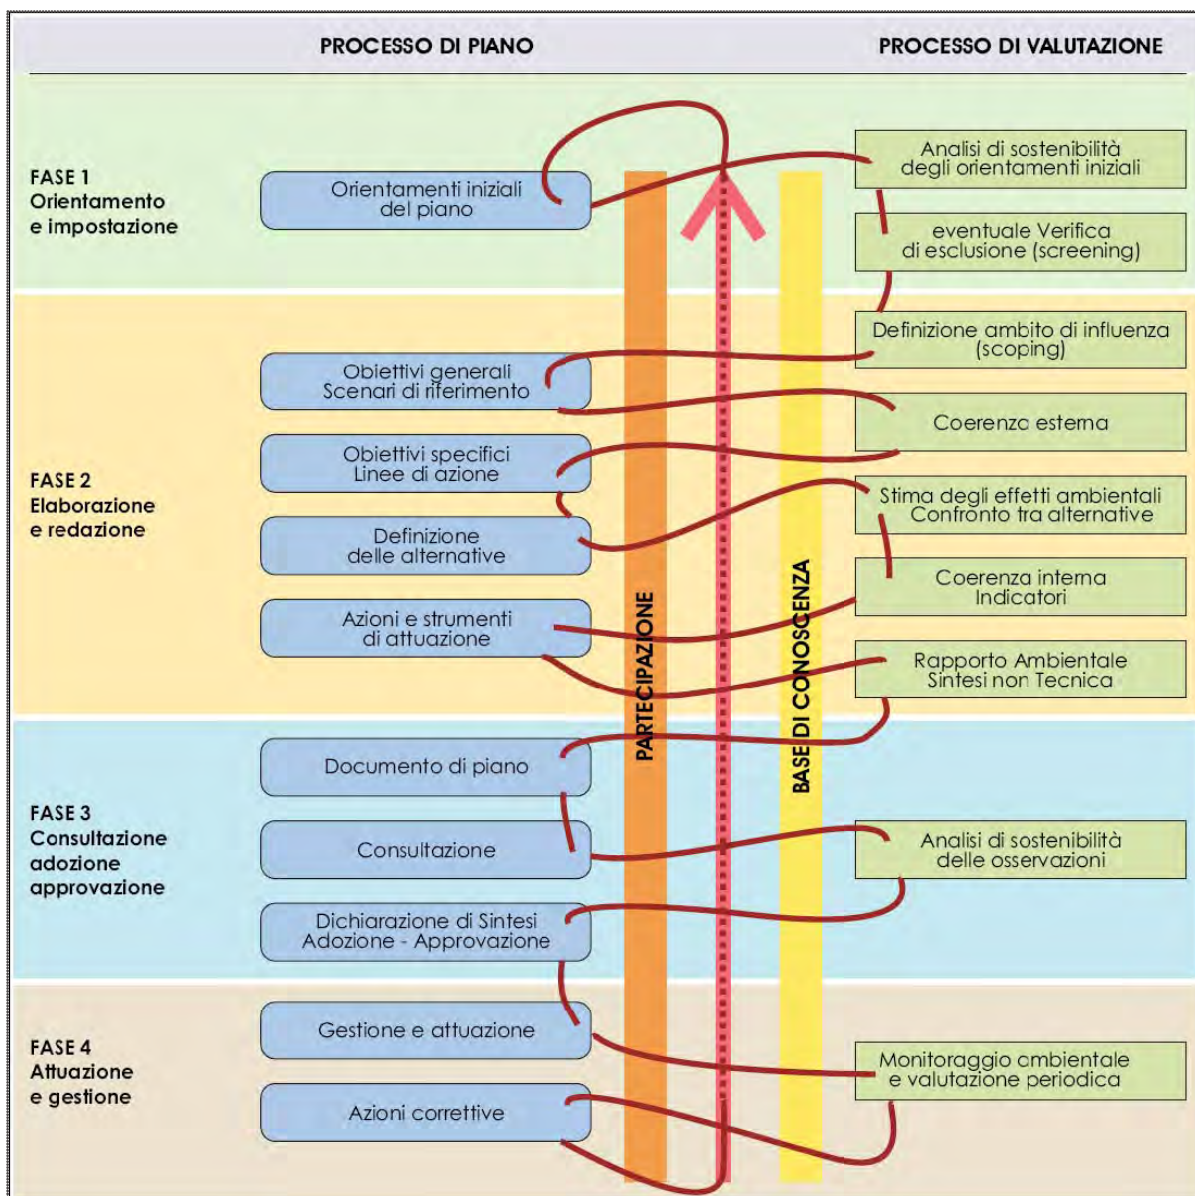 PROCESSO DI PIANO
PROCESSO DI VALUTAZIONE
FASE 1
Orientamento
e impostazione
Orientamenti iniziali
del piano
Analisi di sostenibilità
degli orientamenti iniziali
eventuale Verifica
di esclusione (screening)
FASE 2
Elaborazione
e redazione
Obiettivi generali
Scenari di riferimento
Obiettivi specifici
Linee di azione
Definizione
delle alternative
Azioni e strumenti
di attuazione
Definizione ambito di influenza
(scoping)
Coerenza esterna
Stima degli effetti ambientali
Confronto tra alternative
Coerenza interna
Indicatori
Rapporto Ambientale
Sintesi non Tecnica
PARTECIPAZIONE
BASE DI CONOSCENZA
FASE 3
Consultazione
adozione
approvazione
Documento di piano
Consultazione
Dichiarazione di Sintesi
Adozione - Approvazione
Analisi di sostenibilità
delle osservazioni
FASE 4
Attuazione
e gestione
Gestione e attuazione
Azioni correttive
Monitoraggio ambientale
e valutazione periodica